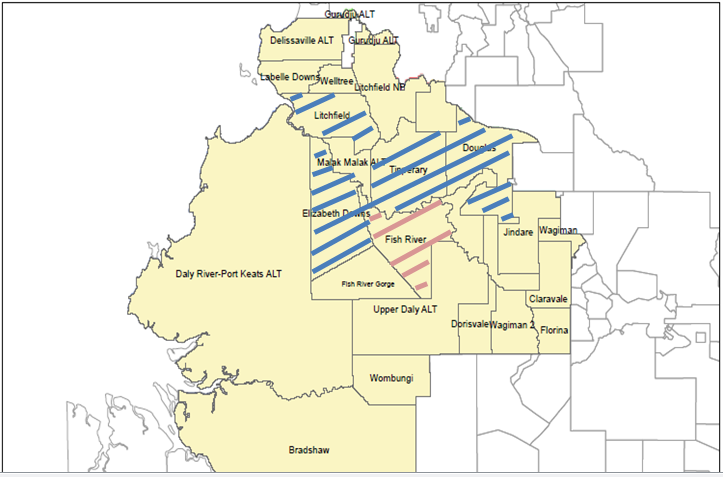 Gurudju ALT
Delissaville ALT
Gurudju ALT
Labelle Downs
Welltree
Litchfield NP
Litchfield
Douglas
Malak Malak ALT
Tipperary
Elizabeth Downs
Jindare
Wagiman
Fish River
Daly River-Port Keats ALT
Fish River Gorge
Claravale
Upper Daly ALT
Dorisvale
Wagiman 2
Florina
Wombungi
Bradshaw